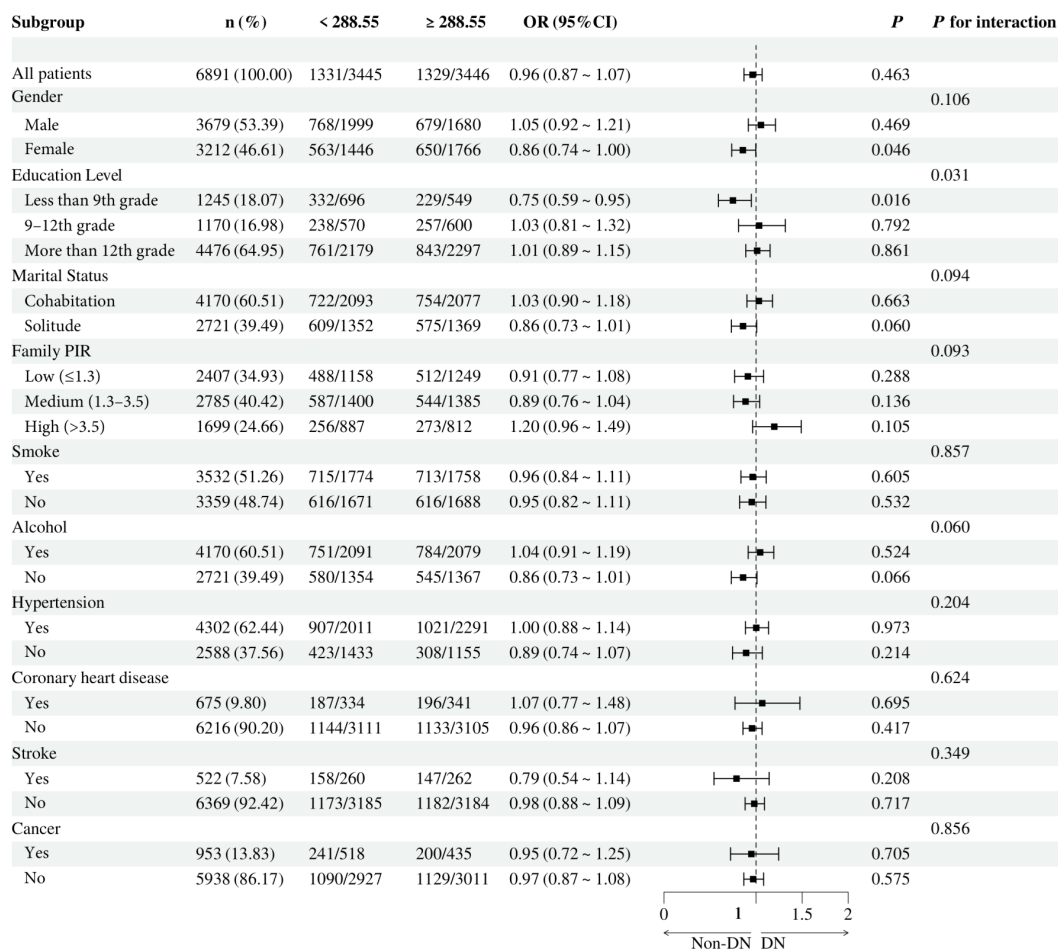 Subgroup n (%) < 288.55 ≥ 288.55 OR (95%CI) P P for interaction
All patients 6891 (100.00) 1331/3445 1329/3446 0.96 (0.87 ~ 1.07) 0.463
Gender 0.106
Male 3679 (53.39) 768/1999 679/1680 1.05 (0.92 ~ 1.21) 0.469
Female 3212 (46.61) 563/1446 650/1766 0.86 (0.74 ~ 1.00) 0.046
Education Level 0.031
Less than 9th grade 1245 (18.07) 332/696 229/549 0.75 (0.59 ~ 0.95) 0.016
9–12th grade 1170 (16.98) 238/570 257/600 1.03 (0.81 ~ 1.32) 0.792
More than 12th grade 4476 (64.95) 761/2179 843/2297 1.01 (0.89 ~ 1.15) 0.861
Marital Status 0.094
Cohabitation 4170 (60.51) 722/2093 754/2077 1.03 (0.90 ~ 1.18) 0.663
Solitude 2721 (39.49) 609/1352 575/1369 0.86 (0.73 ~ 1.01) 0.060
Family PIR 0.093
Low (≤1.3) 2407 (34.93) 488/1158 512/1249 0.91 (0.77 ~ 1.08) 0.288
Medium (1.3–3.5) 2785 (40.42) 587/1400 544/1385 0.89 (0.76 ~ 1.04) 0.136
High (>3.5) 1699 (24.66) 256/887 273/812 1.20 (0.96 ~ 1.49) 0.105
Smoke 0.857
Yes 3532 (51.26) 715/1774 713/1758 0.96 (0.84 ~ 1.11) 0.605
No 3359 (48.74) 616/1671 616/1688 0.95 (0.82 ~ 1.11) 0.532
Alcohol 0.060
Yes 4170 (60.51) 751/2091 784/2079 1.04 (0.91 ~ 1.19) 0.524
No 2721 (39.49) 580/1354 545/1367 0.86 (0.73 ~ 1.01) 0.066
Hypertension 0.204
Yes 4302 (62.44) 907/2011 1021/2291 1.00 (0.88 ~ 1.14) 0.973
No 2588 (37.56) 423/1433 308/1155 0.89 (0.74 ~ 1.07) 0.214
Coronary heart disease 0.624
Yes 675 (9.80) 187/334 196/341 1.07 (0.77 ~ 1.48) 0.695
No 6216 (90.20) 1144/3111 1133/3105 0.96 (0.86 ~ 1.07) 0.417
Stroke 0.349
Yes 522 (7.58) 158/260 147/262 0.79 (0.54 ~ 1.14) 0.208
No 6369 (92.42) 1173/3185 1182/3184 0.98 (0.88 ~ 1.09) 0.717
Cancer 0.856
Yes 953 (13.83) 241/518 200/435 0.95 (0.72 ~ 1.25) 0.705
No 5938 (86.17) 1090/2927 1129/3011 0.97 (0.87 ~ 1.08) 0.575
0 1 1.5 2
Non-DN DN